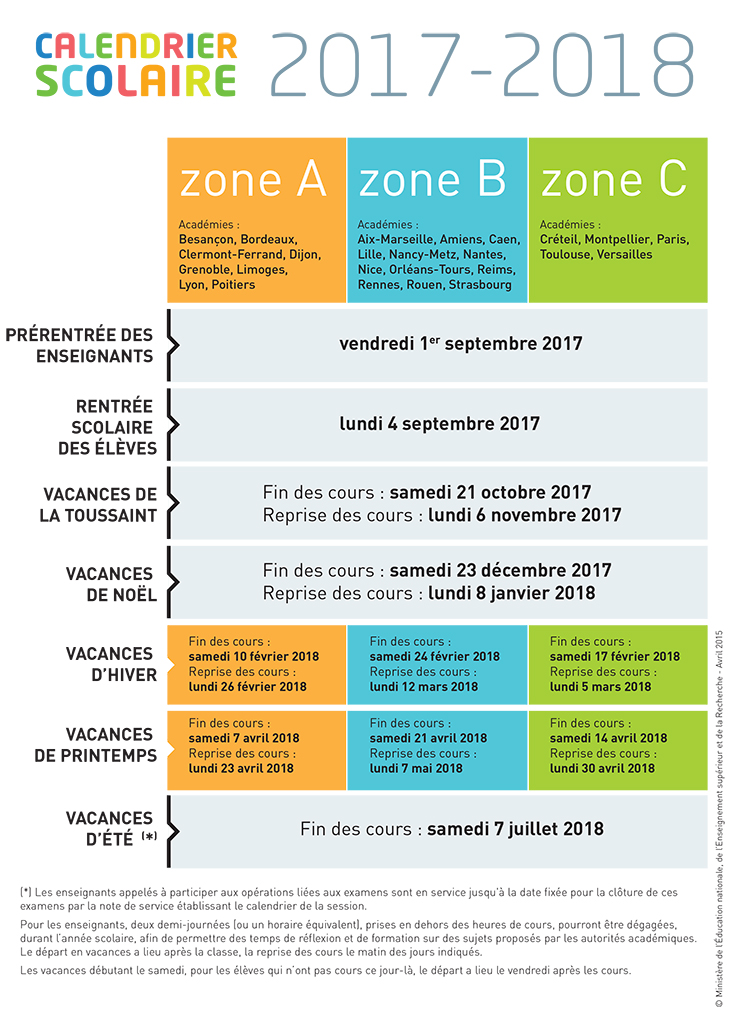 CALENDRIER
SCOLAIRE
2017-2018
zone A
Académies :
Besançon, Bordeaux,
Clermont-Ferrand, Dijon,
Grenoble, Limoges,
Lyon, Poitiers
zone B
Académies :
Aix-Marseille, Amiens, Caen,
Lille, Nancy-Metz, Nantes,
Nice, Orléans-Tours, Reims,
Rennes, Rouen, Strasbourg
zone C
Académies :
Créteil, Montpellier, Paris,
Toulouse, Versailles
PRÉRENTRÉE DES
ENSEIGNANTS
vendredi 1er septembre 2017
RENTRÉE
SCOLAIRE
DES ÉLÈVES
lundi 4 septembre 2017
VACANCES DE
LA TOUSSAINT
Fin des cours : samedi 21 octobre 2017
Reprise des cours : lundi 6 novembre 2017
VACANCES
DE NOËL
Fin des cours : samedi 23 décembre 2017
Reprise des cours : lundi 8 janvier 2018
VACANCES
D'HIVER
Fin des cours :
samedi 10 février 2018
Reprise des cours :
lundi 26 février 2018
Fin des cours :
samedi 24 février 2018
Reprise des cours :
lundi 12 mars 2018
Fin des cours :
samedi 17 février 2018
Reprise des cours :
lundi 5 mars 2018
VACANCES
DE PRINTEMPS
Fin des cours :
samedi 7 avril 2018
Reprise des cours :
lundi 23 avril 2018
Fin des cours :
samedi 21 avril 2018
Reprise des cours :
lundi 7 mai 2018
Fin des cours :
samedi 14 avril 2018
Reprise des cours :
lundi 30 avril 2018
VACANCES
D'ÉTÉ (*)
Fin des cours : samedi 7 juillet 2018
(*) Les enseignants appelés à participer aux opérations liées aux examens sont en service jusqu'à la date fixée pour la clôture de ces
examens par la note de service établissant le calendrier de la session.
Pour les enseignants, deux demi-journées (ou un horaire équivalent), prises en dehors des heures de cours, pourront être dégagées,
durant l'année scolaire, afin de permettre des temps de réflexion et de formation sur des sujets proposés par les autorités académiques.
Le départ en vacances a lieu après la classe, la reprise des cours le matin des jours indiqués.
Les vacances débutant le samedi, pour les élèves qui n'ont pas cours ce jour-là, le départ a lieu le vendredi après les cours.
© Ministère de l'Éducation nationale, de l'Enseignement supérieur et de la Recherche - Avril 2015